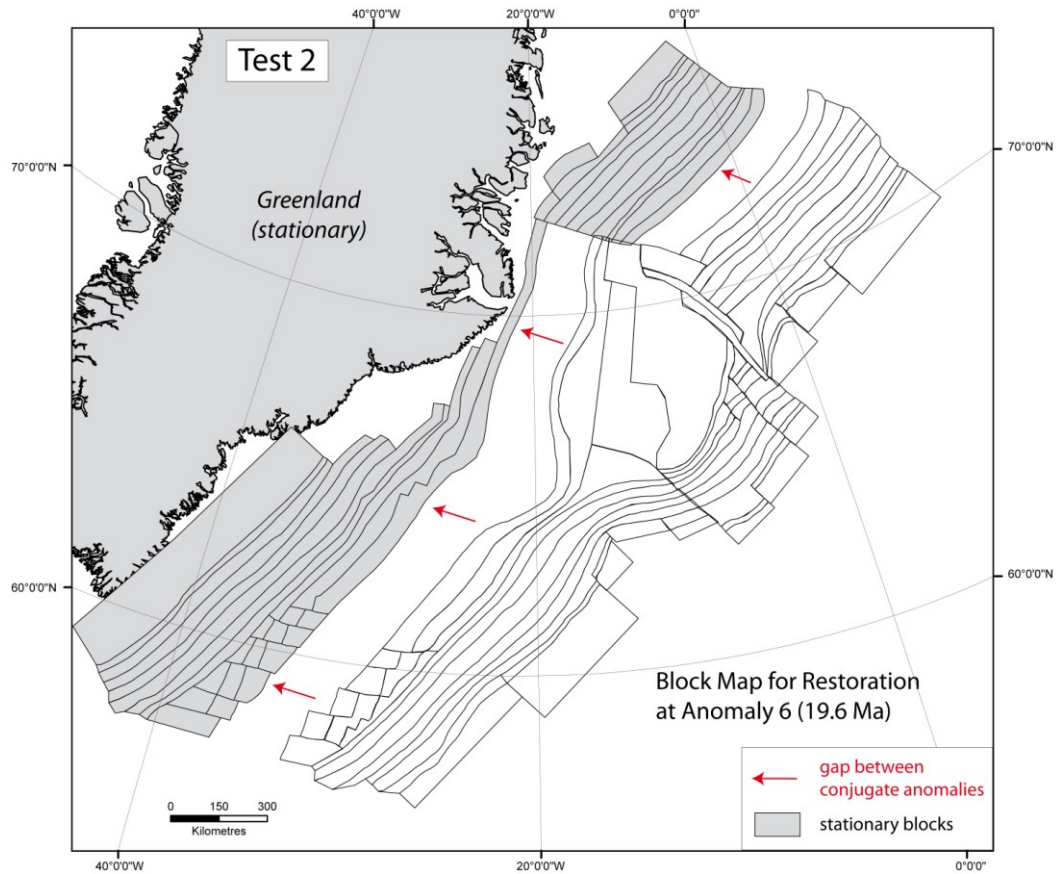 40°0'0"W 20°0'0"W 0°0'0"
Test 2
70°0'0"N 70°0'0"N
Greenland
(stationary)
60°0'0"N 60°0'0"N
Block Map for Restoration
at Anomaly 6 (19.6 Ma)
gap between
conjugate anomalies
stationary blocks
0 150 300
Kilometres
40°0'0"W 20°0'0"W 0°0'0"